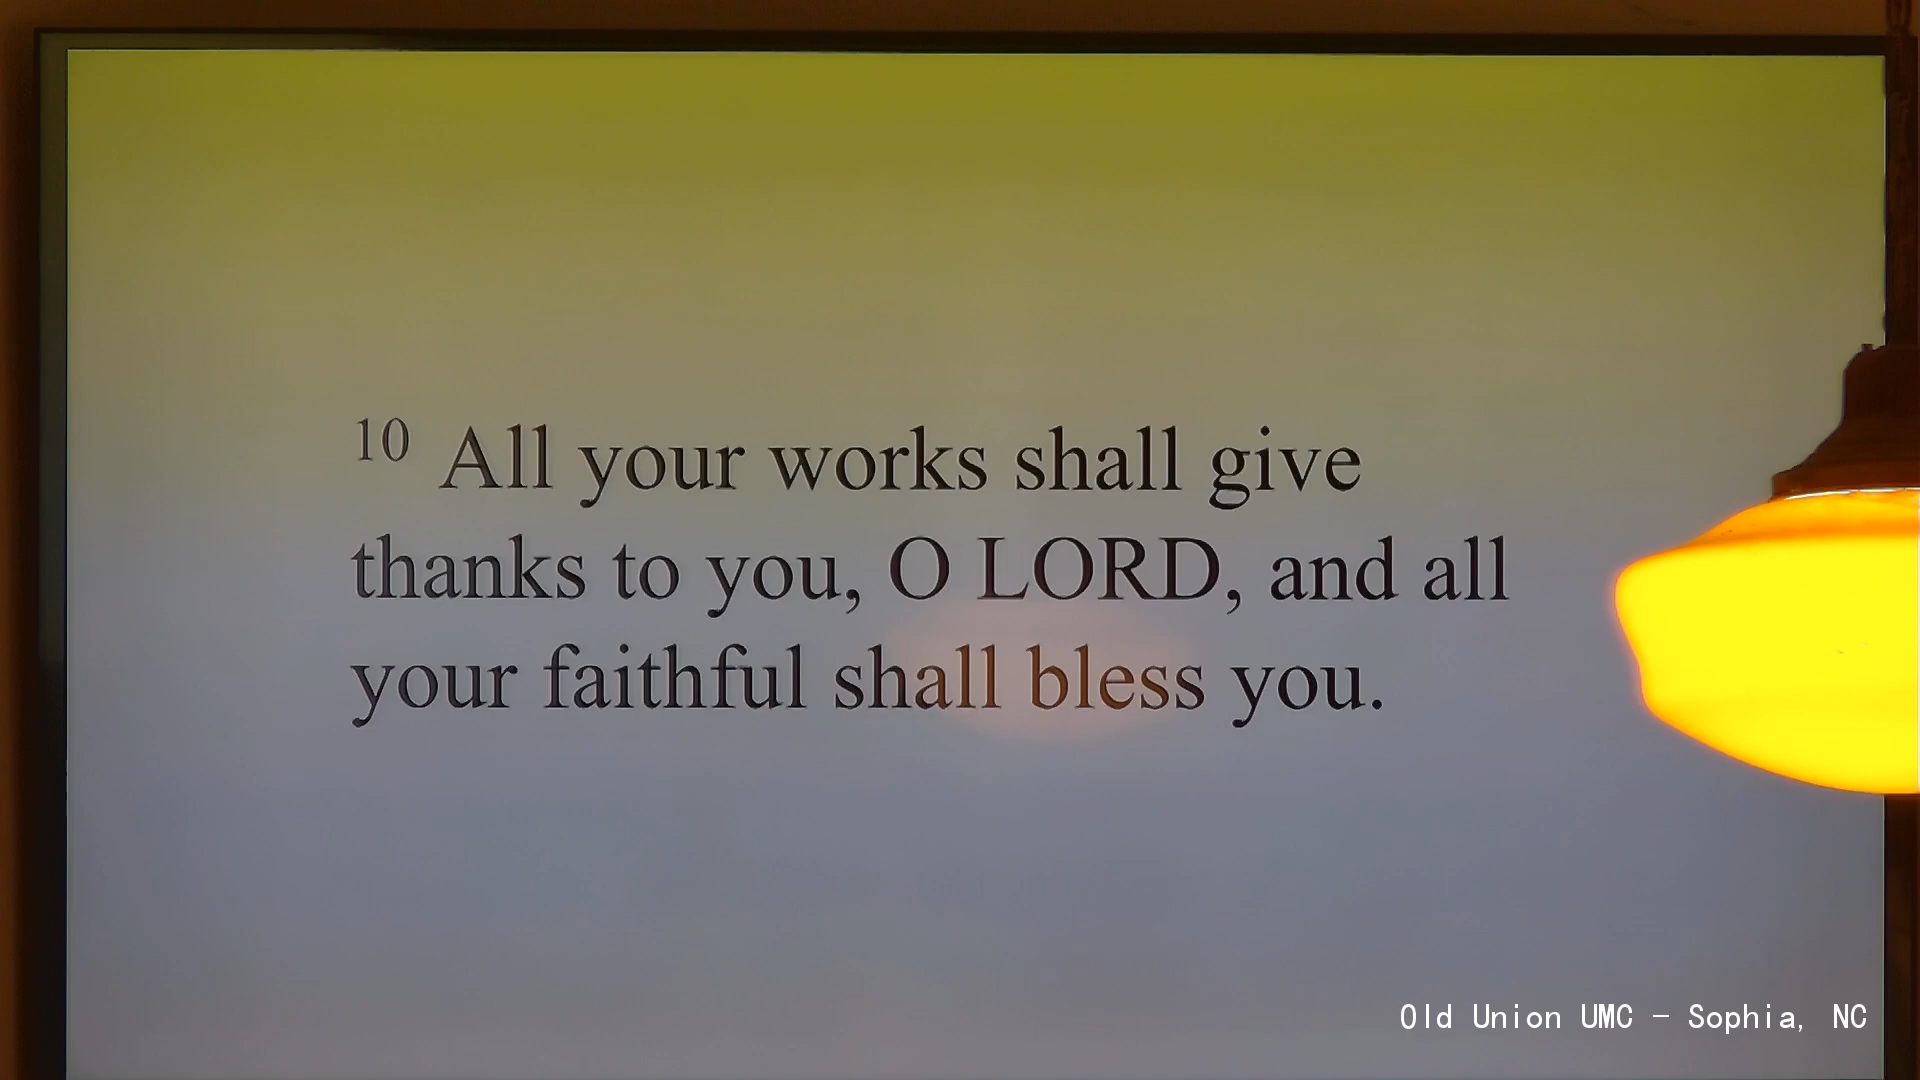 10 All your works shall give
thanks to you, O LORD, and all
your faithful shall bless you.
Old Union UMC - Sophia, NC